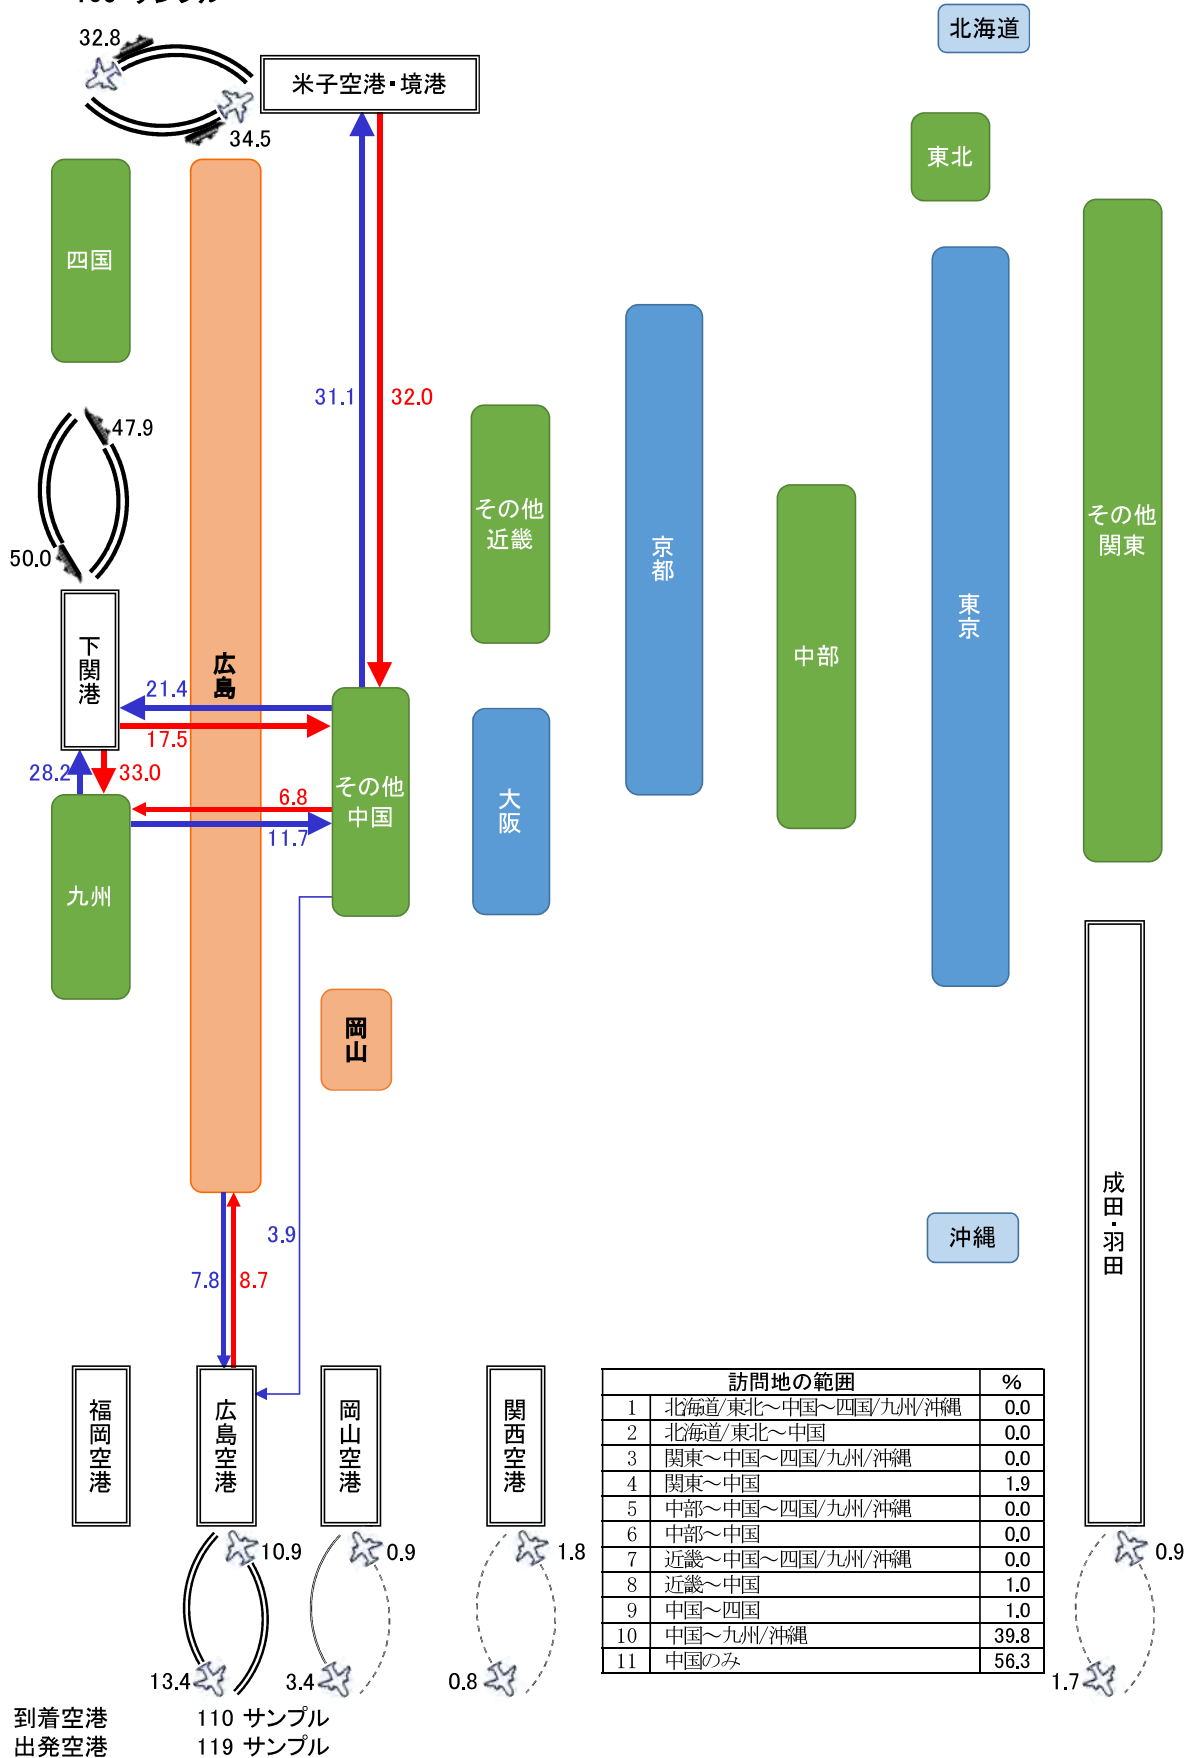 北海道
32.8
米子空港・境港
34.5
東北
四国
31.1
32.0
47.9
その他
近畿
京都
その他
関東
50.0
下関港
広島
中部
東京
21.4
17.5
28.2
33.0
その他
中国
6.8
11.7
大阪
九州
岡山
成田・羽田
沖縄
3.9
7.8
8.7
福岡空港
広島空港
岡山空港
関西空港
訪問地の範囲 %
1 北海道/東北～中国～四国/九州/沖縄 0.0
2 北海道/東北～中国 0.0
3 関東～中国～四国/九州/沖縄 0.0
4 関東～中国 1.9
5 中部～中国～四国/九州/沖縄 0.0
6 中部～中国 0.0
7 近畿～中国～四国/九州/沖縄 0.0
8 近畿～中国 1.0
9 中国～四国 1.0
10 中国～九州/沖縄 39.8
11 中国のみ 56.3
10.9
0.9
1.8
0.9
13.4
3.4
0.8
1.7
到着空港 110 サンプル
出発空港 119 サンプル